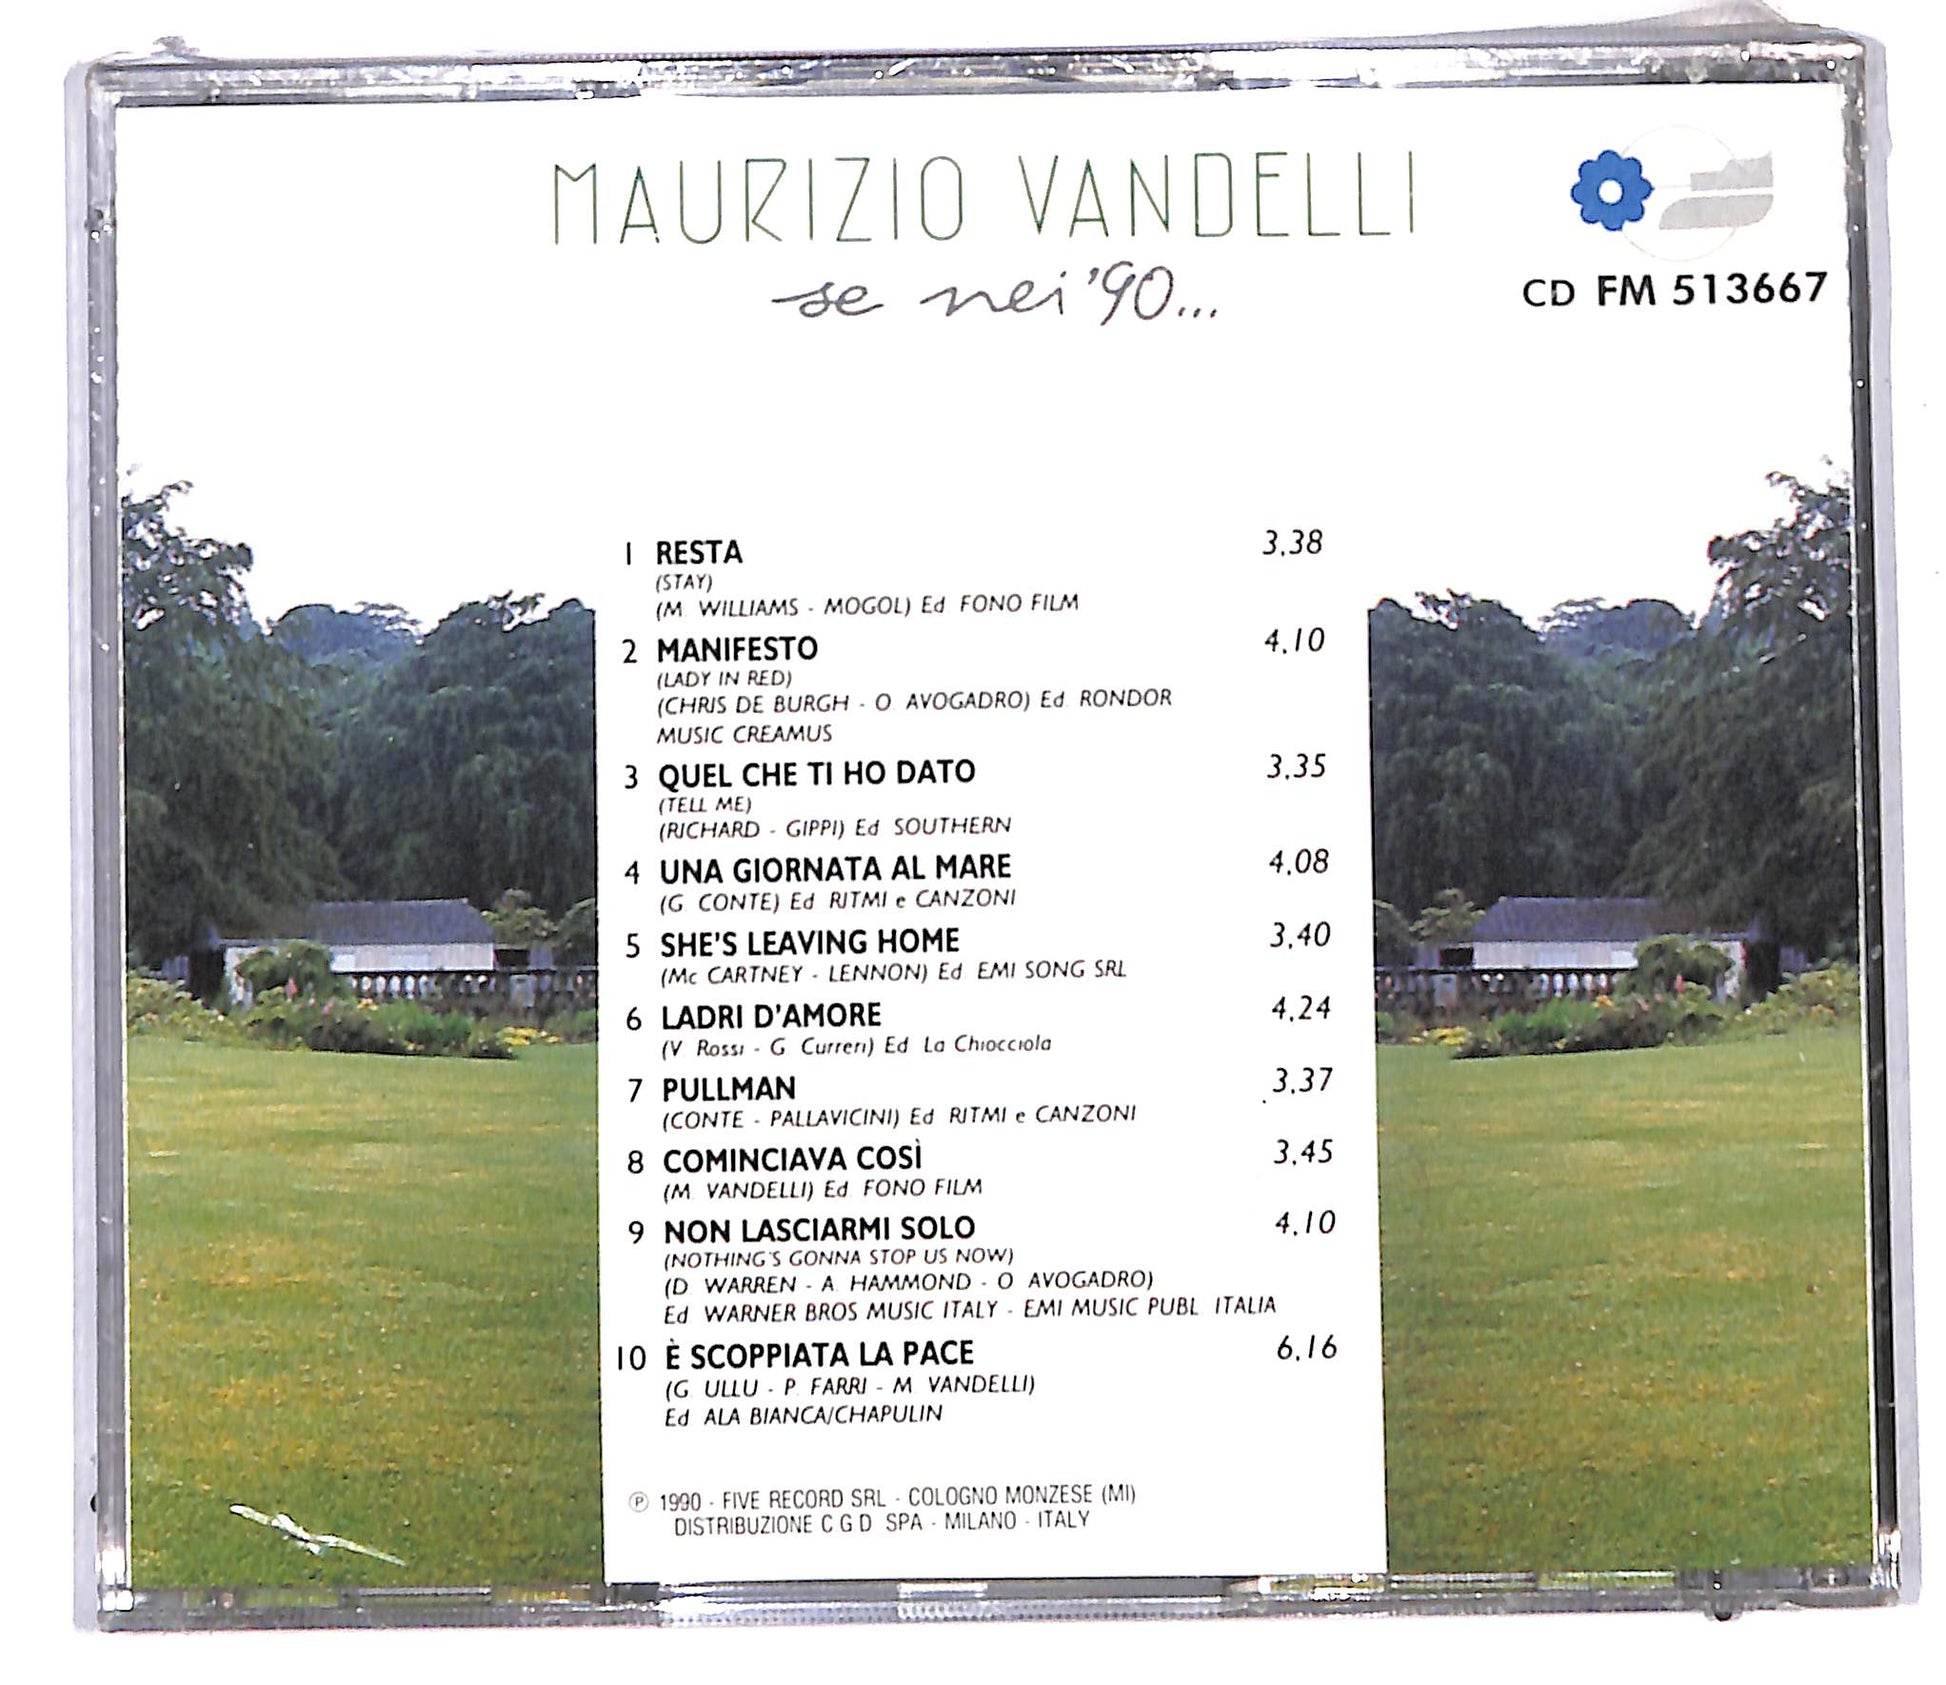 MAURIZIO VANDELLI
se nei '90...
CD FM 513667
1 RESTA 3.38
(STAY)
(M. WILLIAMS - MOGOL) Ed. FONO FILM
2 MANIFESTO 4.10
(LADY IN RED)
(CHRIS DE BURGH - O. AVOGADRO) Ed. RONDOR
MUSIC CREAMUS
3 QUEL CHE TI HO DATO 3.35
(TELL ME)
(RICHARD - GIPPI) Ed. SOUTHERN
4 UNA GIORNATA AL MARE 4.08
(G. CONTE) Ed. RITMI e CANZONI
5 SHE'S LEAVING HOME 3.40
(Mc CARTNEY - LENNON) Ed. EMI SONG SRL
6 LADRI D'AMORE 4.24
(V. Rossi - G. Curreri) Ed. La Chiocciola
7 PULLMAN 3.37
(CONTE - PALLAVICINI) Ed. RITMI e CANZONI
8 COMINCIAVA COSÌ 3.45
(M. VANDELLI) Ed. FONO FILM
9 NON LASCIARMI SOLO 4.10
(NOTHING'S GONNA STOP US NOW)
(D. WARREN - A. HAMMOND - O. AVOGADRO)
Ed. WARNER BROS MUSIC ITALY - EMI MUSIC PUBL. ITALIA
10 È SCOPPIATA LA PACE 6.16
(G. ULLU - P. FARRI - M. VANDELLI)
Ed. ALA BIANCA/CHAPULIN
℗ 1990 - FIVE RECORD SRL - COLOGNO MONZESE (MI)
DISTRIBUZIONE C.G.D. SPA - MILANO - ITALY